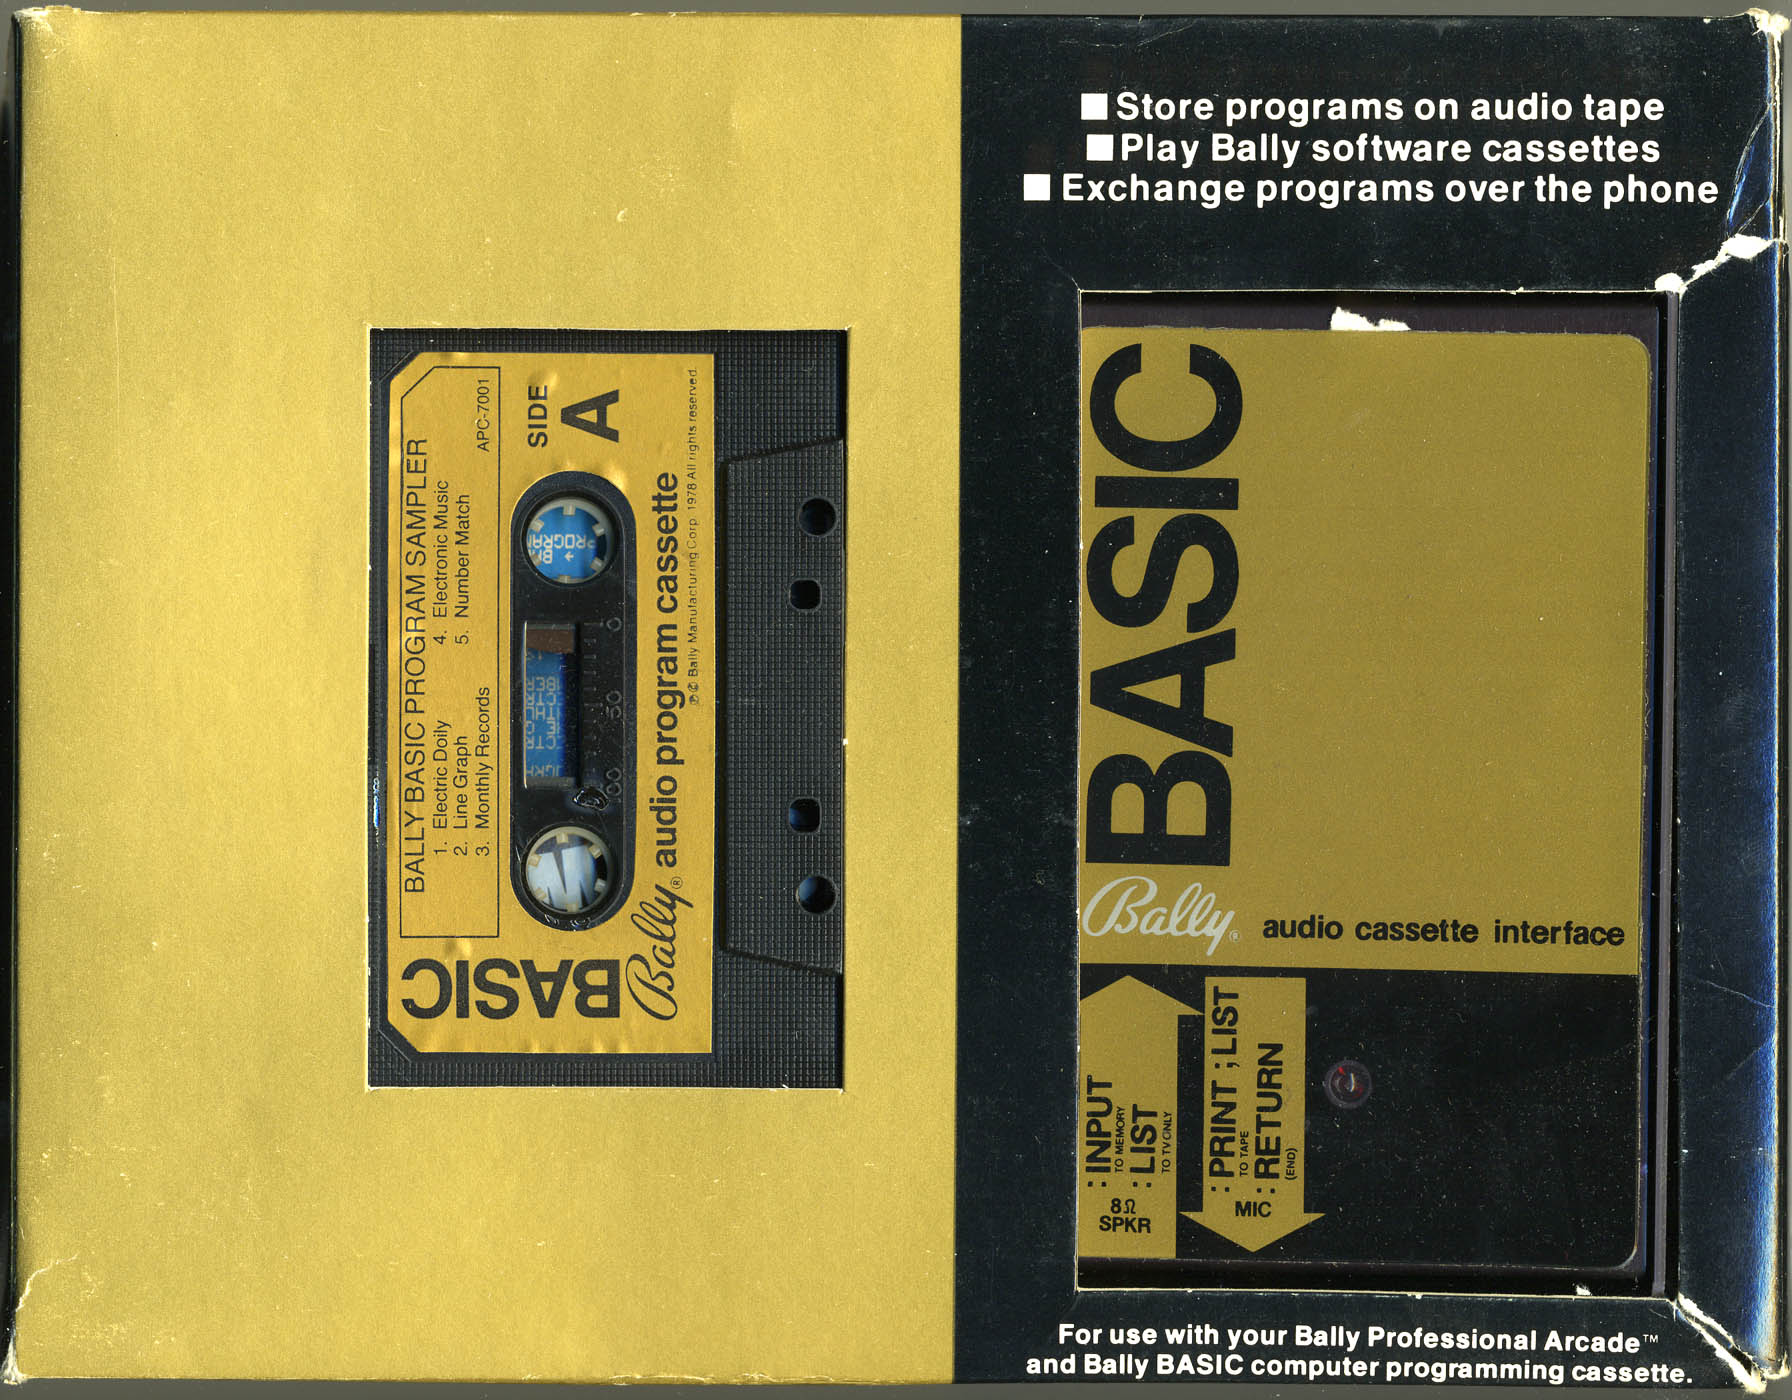 ■ Store programs on audio tape
■ Play Bally software cassettes
■ Exchange programs over the phone
BALLY BASIC PROGRAM SAMPLER
1. Electric Doily
2. Line Graph
3. Monthly Records
4. Electronic Music
5. Number Match
APC-7001
SIDE
A
0
50
100
BASIC
Bally® audio program cassette
℗© Bally Manufacturing Corp. 1978 All rights reserved.
BASIC
Bally® audio cassette interface
:INPUT
TO MEMORY
:LIST
TO TV ONLY
8Ω
SPKR
:PRINT ;LIST
TO TAPE
:RETURN
(END)
MIC
For use with your Bally Professional Arcade™
and Bally BASIC computer programming cassette.